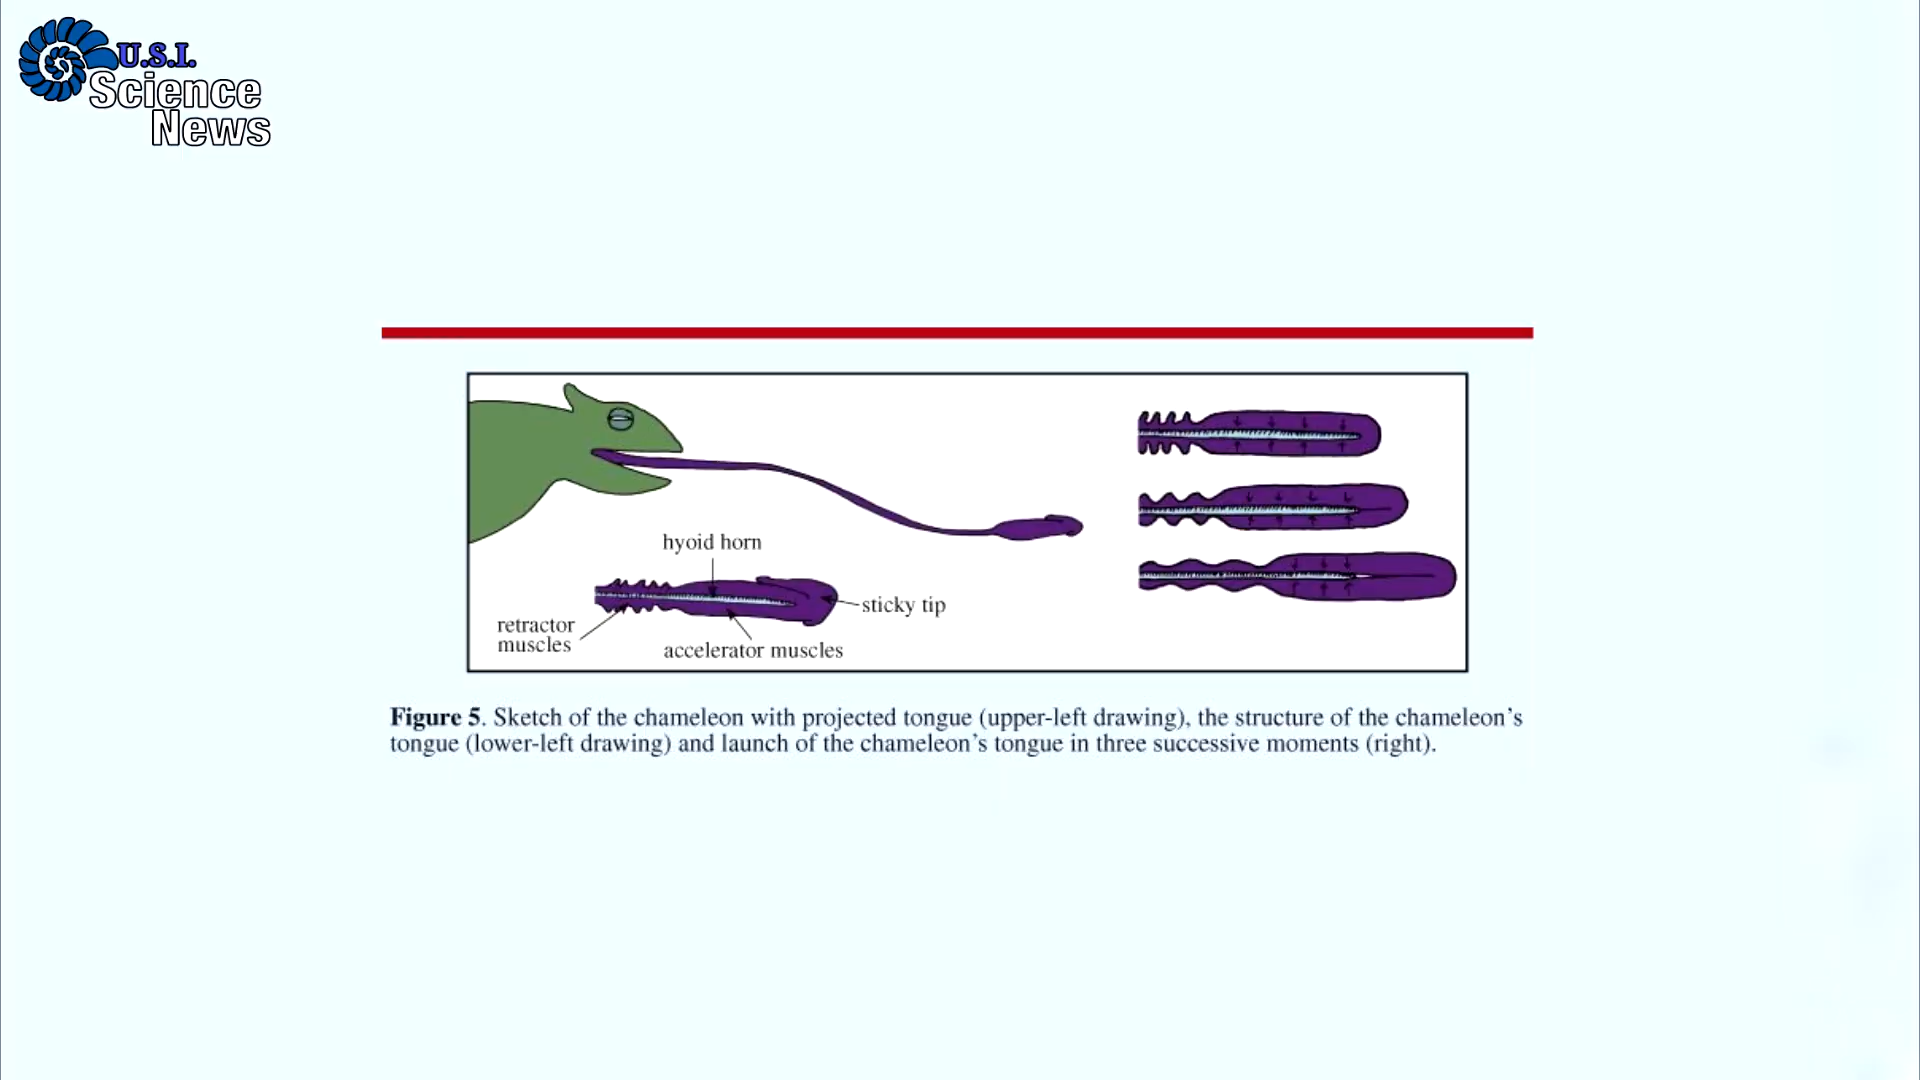 U.S.I.
Science
News
hyoid horn
sticky tip
retractor
muscles
accelerator muscles
Figure 5. Sketch of the chameleon with projected tongue (upper-left drawing), the structure of the chameleon's
tongue (lower-left drawing) and launch of the chameleon's tongue in three successive moments (right).